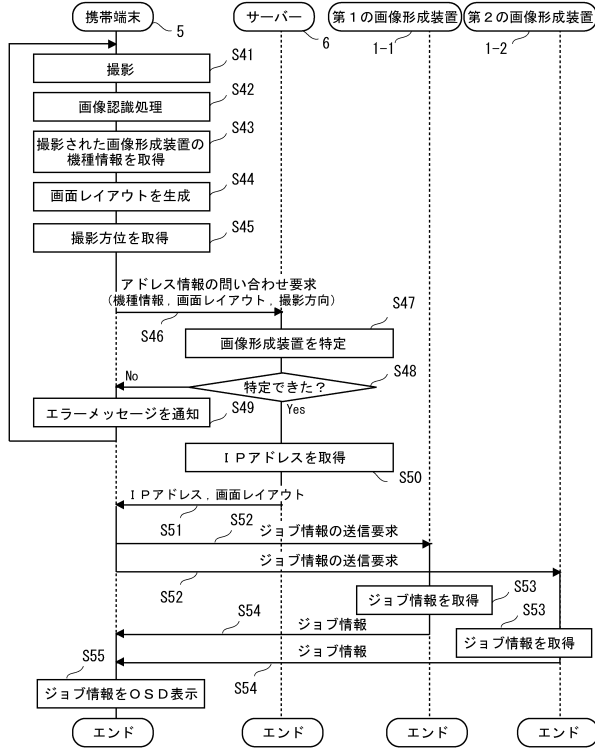 携帯端末
サーバー
第１の画像形成装置
第２の画像形成装置
5
6
1-1
1-2
撮影
S41
画像認識処理
S42
撮影された画像形成装置の
機種情報を取得
S43
画面レイアウトを生成
S44
撮影方位を取得
S45
アドレス情報の問い合わせ要求
（機種情報，画面レイアウト，撮影方向）
S46
画像形成装置を特定
S47
特定できた？
S48
No
Yes
エラーメッセージを通知
S49
ＩＰアドレスを取得
S50
ＩＰアドレス，画面レイアウト
S51
S52
ジョブ情報の送信要求
ジョブ情報の送信要求
S52
ジョブ情報を取得
S53
S53
ジョブ情報を取得
S54
ジョブ情報
ジョブ情報
S54
S55
ジョブ情報をＯＳＤ表示
エンド
エンド
エンド
エンド